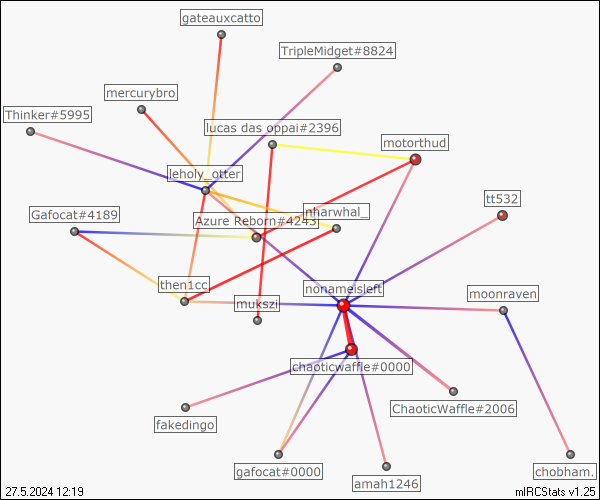 gateauxcatto
TripleMidget#8824
mercurybro
Thinker#5995
lucas das oppai#2396
motorthud
leholy_otter
tt532
Gafocat#4189
nharwhal_
Azure Reborn#4243
then1cc
nonameisleft
moonraven
mukszi
chaoticwaffle#0000
ChaoticWaffle#2006
fakedingo
gafocat#0000
amah1246
chobham.
27.5.2024 12:19
mIRCStats v1.25